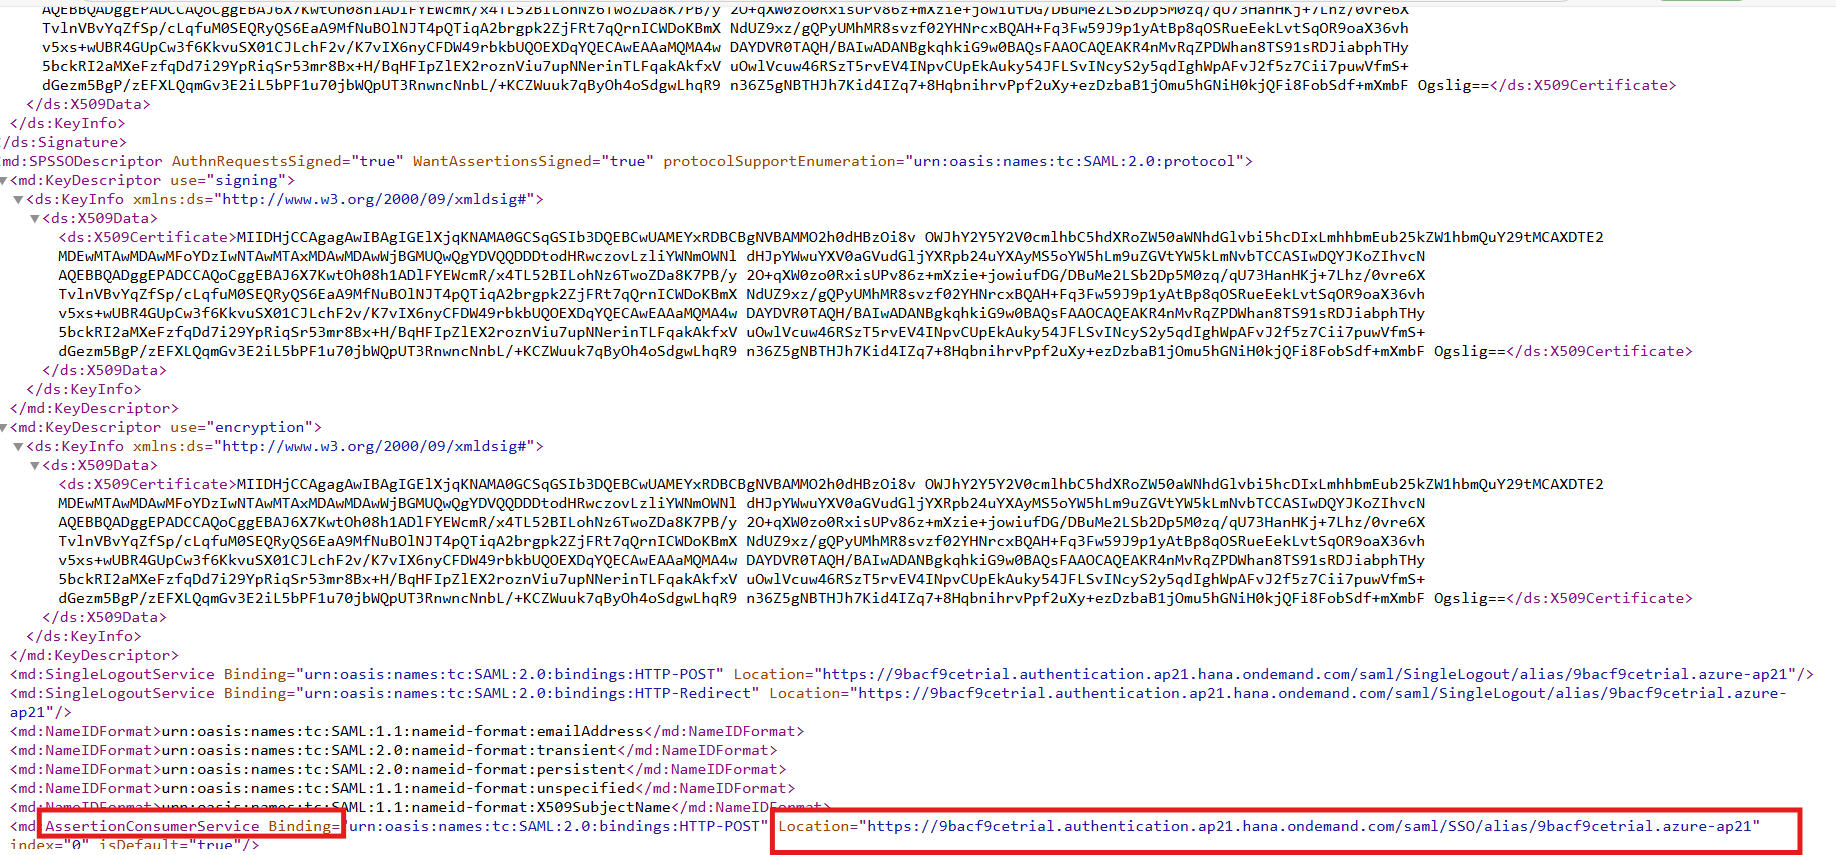 AQEBBQADggEPADCCAQoCggEBAJ6X7KwtOh08h1ADlFYEWcmR/x4TL52BILohNz6TwoZDa8K7PB/y 2O+qXW0zo0RxisUPv86z+mXzie+jowiufDG/DBuMe2LSb2Dp5M0zq/qU73HanHKj+7Lhz/0vre6X
TvlnVBvYqZfSp/cLqfuM0SEQRyQS6EaA9MfNuBOlNJT4pQTiqA2brgpk2ZjFRt7qQrnICWDoKBmX NdUZ9xz/gQPyUMhMR8svzf02YHNrcxBQAH+Fq3Fw59J9p1yAtBp8qOSRueEekLvtSqOR9oaX36vh
v5xs+wUBR4GUpCw3f6KkvuSX01CJLchF2v/K7vIX6nyCFDW49rbkbUQOEXDqYQECAwEAAaMQMA4w DAYDVR0TAQH/BAIwADANBgkqhkiG9w0BAQsFAAOCAQEAKR4nMvRqZPDWhan8TS91sRDJiabphTHy
5bckRI2aMXeFzfqDd7i29YpRiqSr53mr8Bx+H/BqHFIpZlEX2roznViu7upNNerinTLFqakAkfxV uOwlVcuw46RSzT5rvEV4INpvCUpEkAuky54JFLSvINcyS2y5qdIghWpAFvJ2f5z7Cii7puwVfmS+
dGezm5BgP/zEFXLQqmGv3E2iL5bPF1u70jbWQpUT3RnwncNnbL/+KCZWuuk7qByOh4oSdgwLhqR9 n36Z5gNBTHJh7Kid4IZq7+8Hqbnihrv​Ppf2uXy+ezDzbaB1jOmu5hGNiH0kjQFi8FobSdf+mXmbF Ogslig==</ds:X509Certificate>
</ds:X509Data>
</ds:KeyInfo>
/ds:Signature>
md:SPSSODescriptor AuthnRequestsSigned="true" WantAssertionsSigned="true" protocolSupportEnumeration="urn:oasis:names:tc:SAML:2.0:protocol">
<md:KeyDescriptor use="signing">
<ds:KeyInfo xmlns:ds="http://www.w3.org/2000/09/xmldsig#">
<ds:X509Data>
<ds:X509Certificate>MIIDHjCCAgagAwIBAgIGElXjqKNAMA0GCSqGSIb3DQEBCwUAMEYxRDBCBgNVBAMMO2h0dHBzOi8v OWJhY2Y5Y2V0cmlhbC5hdXRoZW50aWNhdGlvbi5hcDIxLmhhbmEub25kZW1hbmQuY29tMCAXDTE2
MDEwMTAwMDAwMFoYDzIwNTAwMTAxMDAwMDAwWjBGMUQwQgYDVQQDDDtodHRwczovLzliYWNmOWNl dHJpYWwuYXV0aGVudGljYXRpb24uYXAyMS5oYW5hLm9uZGVtYW5kLmNvbTCCASIwDQYJKoZIhvcN
AQEBBQADggEPADCCAQoCggEBAJ6X7KwtOh08h1ADlFYEWcmR/x4TL52BILohNz6TwoZDa8K7PB/y 2O+qXW0zo0RxisUPv86z+mXzie+jowiufDG/DBuMe2LSb2Dp5M0zq/qU73HanHKj+7Lhz/0vre6X
TvlnVBvYqZfSp/cLqfuM0SEQRyQS6EaA9MfNuBOlNJT4pQTiqA2brgpk2ZjFRt7qQrnICWDoKBmX NdUZ9xz/gQPyUMhMR8svzf02YHNrcxBQAH+Fq3Fw59J9p1yAtBp8qOSRueEekLvtSqOR9oaX36vh
v5xs+wUBR4GUpCw3f6KkvuSX01CJLchF2v/K7vIX6nyCFDW49rbkbUQOEXDqYQECAwEAAaMQMA4w DAYDVR0TAQH/BAIwADANBgkqhkiG9w0BAQsFAAOCAQEAKR4nMvRqZPDWhan8TS91sRDJiabphTHy
5bckRI2aMXeFzfqDd7i29YpRiqSr53mr8Bx+H/BqHFIpZlEX2roznViu7upNNerinTLFqakAkfxV uOwlVcuw46RSzT5rvEV4INpvCUpEkAuky54JFLSvINcyS2y5qdIghWpAFvJ2f5z7Cii7puwVfmS+
dGezm5BgP/zEFXLQqmGv3E2iL5bPF1u70jbWQpUT3RnwncNnbL/+KCZWuuk7qByOh4oSdgwLhqR9 n36Z5gNBTHJh7Kid4IZq7+8HqbnihrvPpf2uXy+ezDzbaB1jOmu5hGNiH0kjQFi8FobSdf+mXmbF Ogslig==</ds:X509Certificate>
</ds:X509Data>
</ds:KeyInfo>
</md:KeyDescriptor>
<md:KeyDescriptor use="encryption">
<ds:KeyInfo xmlns:ds="http://www.w3.org/2000/09/xmldsig#">
<ds:X509Data>
<ds:X509Certificate>MIIDHjCCAgagAwIBAgIGElXjqKNAMA0GCSqGSIb3DQEBCwUAMEYxRDBCBgNVBAMMO2h0dHBzOi8v OWJhY2Y5Y2V0cmlhbC5hdXRoZW50aWNhdGlvbi5hcDIxLmhhbmEub25kZW1hbmQuY29tMCAXDTE2
MDEwMTAwMDAwMFoYDzIwNTAwMTAxMDAwMDAwWjBGMUQwQgYDVQQDDDtodHRwczovLzliYWNmOWNl dHJpYWwuYXV0aGVudGljYXRpb24uYXAyMS5oYW5hLm9uZGVtYW5kLmNvbTCCASIwDQYJKoZIhvcN
AQEBBQADggEPADCCAQoCggEBAJ6X7KwtOh08h1ADlFYEWcmR/x4TL52BILohNz6TwoZDa8K7PB/y 2O+qXW0zo0RxisUPv86z+mXzie+jowiufDG/DBuMe2LSb2Dp5M0zq/qU73HanHKj+7Lhz/0vre6X
TvlnVBvYqZfSp/cLqfuM0SEQRyQS6EaA9MfNuBOlNJT4pQTiqA2brgpk2ZjFRt7qQrnICWDoKBmX NdUZ9xz/gQPyUMhMR8svzf02YHNrcxBQAH+Fq3Fw59J9p1yAtBp8qOSRueEekLvtSqOR9oaX36vh
v5xs+wUBR4GUpCw3f6KkvuSX01CJLchF2v/K7vIX6nyCFDW49rbkbUQOEXDqYQECAwEAAaMQMA4w DAYDVR0TAQH/BAIwADANBgkqhkiG9w0BAQsFAAOCAQEAKR4nMvRqZPDWhan8TS91sRDJiabphTHy
5bckRI2aMXeFzfqDd7i29YpRiqSr53mr8Bx+H/BqHFIpZlEX2roznViu7upNNerinTLFqakAkfxV uOwlVcuw46RSzT5rvEV4INpvCUpEkAuky54JFLSvINcyS2y5qdIghWpAFvJ2f5z7Cii7puwVfmS+
dGezm5BgP/zEFXLQqmGv3E2iL5bPF1u70jbWQpUT3RnwncNnbL/+KCZWuuk7qByOh4oSdgwLhqR9 n36Z5gNBTHJh7Kid4IZq7+8HqbnihrvPpf2uXy+ezDzbaB1jOmu5hGNiH0kjQFi8FobSdf+mXmbF Ogslig==</ds:X509Certificate>
</ds:X509Data>
</ds:KeyInfo>
</md:KeyDescriptor>
<md:SingleLogoutService Binding="urn:oasis:names:tc:SAML:2.0:bindings:HTTP-POST" Location="https://9bacf9cetrial.authentication.ap21.hana.ondemand.com/saml/SingleLogout/alias/9bacf9cetrial.azure-ap21"/>
<md:SingleLogoutService Binding="urn:oasis:names:tc:SAML:2.0:bindings:HTTP-Redirect" Location="https://9bacf9cetrial.authentication.ap21.hana.ondemand.com/saml/SingleLogout/alias/9bacf9cetrial.azure-
ap21"/>
<md:NameIDFormat>urn:oasis:names:tc:SAML:1.1:nameid-format:emailAddress</md:NameIDFormat>
<md:NameIDFormat>urn:oasis:names:tc:SAML:2.0:nameid-format:transient</md:NameIDFormat>
<md:NameIDFormat>urn:oasis:names:tc:SAML:2.0:nameid-format:persistent</md:NameIDFormat>
<md:NameIDFormat>urn:oasis:names:tc:SAML:1.1:nameid-format:unspecified</md:NameIDFormat>
<md:NameIDFormat>urn:oasis:names:tc:SAML:1.1:nameid-format:X509SubjectName</md:NameIDFormat>
<md:AssertionConsumerService Binding="urn:oasis:names:tc:SAML:2.0:bindings:HTTP-POST" Location="https://9bacf9cetrial.authentication.ap21.hana.ondemand.com/saml/SSO/alias/9bacf9cetrial.azure-ap21"
index="0" isDefault="true"/>